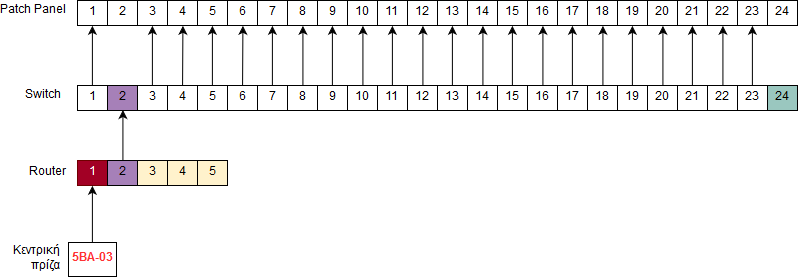 Patch Panel 1 2 3 4 5 6 7 8 9 10 11 12 13 14 15 16 17 18 19 20 21 22 23 24
Switch 1 2 3 4 5 6 7 8 9 10 11 12 13 14 15 16 17 18 19 20 21 22 23 24
Router 1 2 3 4 5
Κεντρική
πρίζα 5BA-03